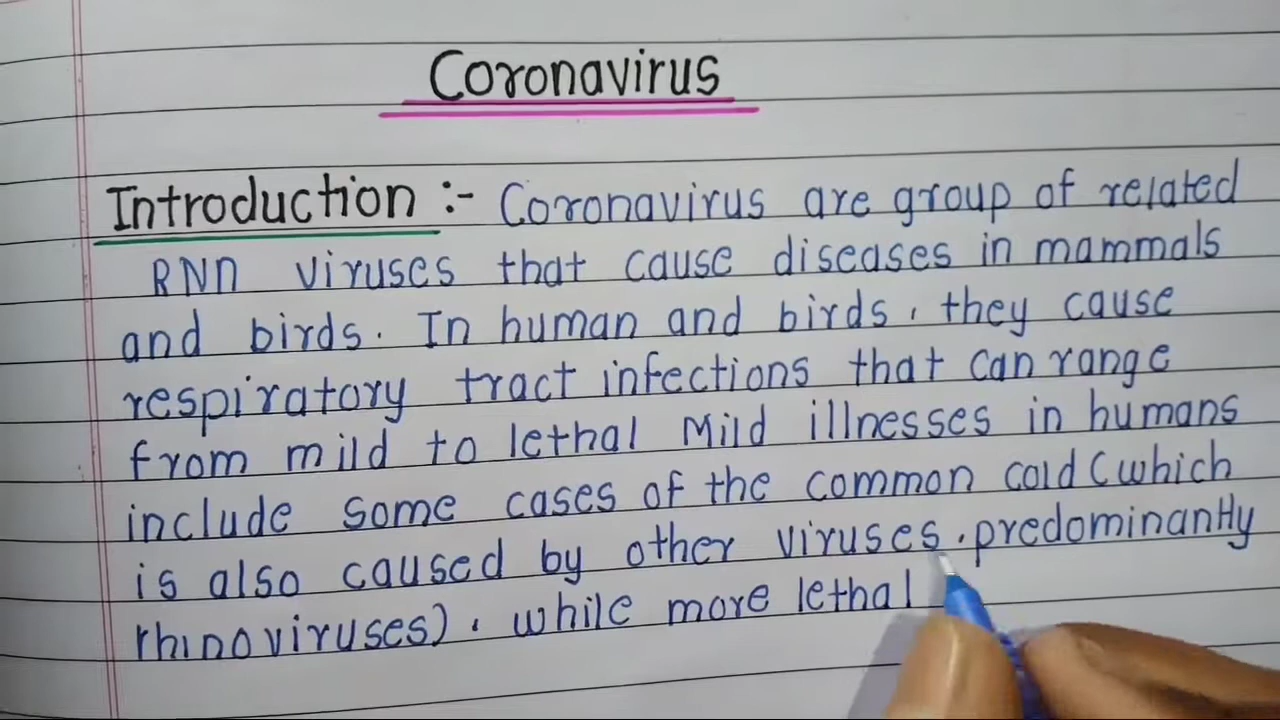 Coronavirus
Introduction :- Coronavirus are group of related
RNA viruses that cause diseases in mammals
and birds. In human and birds, they cause
respiratory tract infections that can range
from mild to lethal Mild illnesses in humans
include some cases of the common cold (which
is also caused by other viruses, predominantly
rhinoviruses), while more lethal